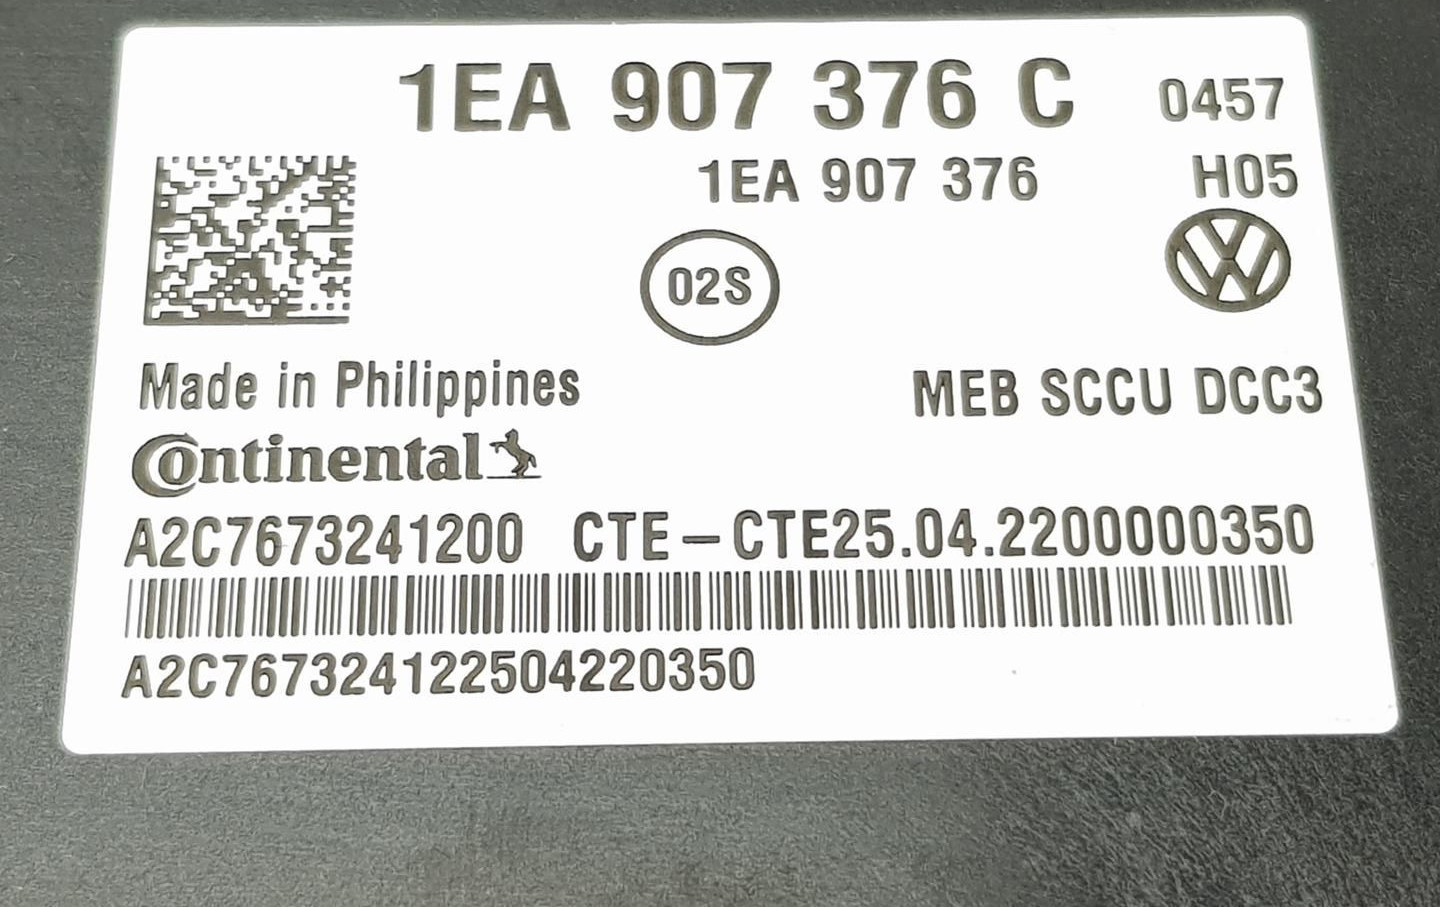 1EA 907 376 C 0457
1EA 907 376 H05
02S
Made in Philippines MEB SCCU DCC3
Continental
A2C7673241200 CTE-CTE25.04.2200000350
A2C767324122504220350